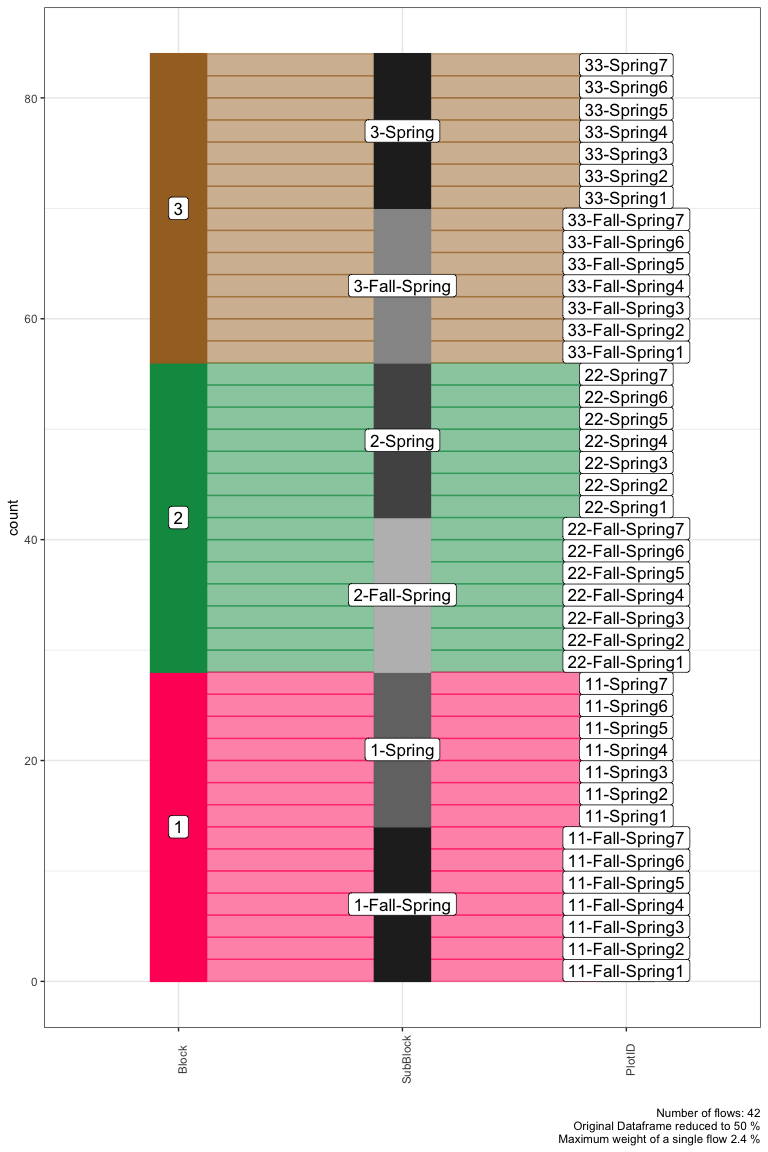 count
80
60
40
20
0
3
2
1
3-Spring
3-Fall-Spring
2-Spring
2-Fall-Spring
1-Spring
1-Fall-Spring
33-Spring7
33-Spring6
33-Spring5
33-Spring4
33-Spring3
33-Spring2
33-Spring1
33-Fall-Spring7
33-Fall-Spring6
33-Fall-Spring5
33-Fall-Spring4
33-Fall-Spring3
33-Fall-Spring2
33-Fall-Spring1
22-Spring7
22-Spring6
22-Spring5
22-Spring4
22-Spring3
22-Spring2
22-Spring1
22-Fall-Spring7
22-Fall-Spring6
22-Fall-Spring5
22-Fall-Spring4
22-Fall-Spring3
22-Fall-Spring2
22-Fall-Spring1
11-Spring7
11-Spring6
11-Spring5
11-Spring4
11-Spring3
11-Spring2
11-Spring1
11-Fall-Spring7
11-Fall-Spring6
11-Fall-Spring5
11-Fall-Spring4
11-Fall-Spring3
11-Fall-Spring2
11-Fall-Spring1
Block
SubBlock
PlotID
Number of flows: 42
Original Dataframe reduced to 50 %
Maximum weight of a single flow 2.4 %